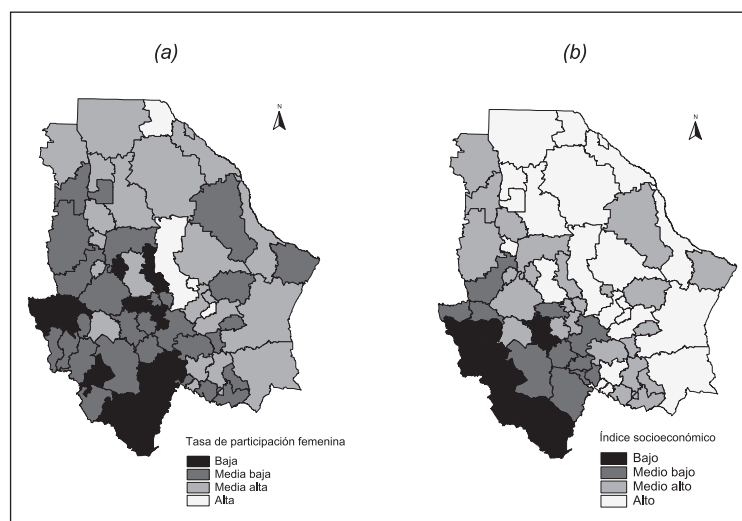 (a)
N
Tasa de participación femenina
Baja
Media baja
Media alta
Alta
(b)
N
Índice socioeconómico
Bajo
Medio bajo
Medio alto
Alto